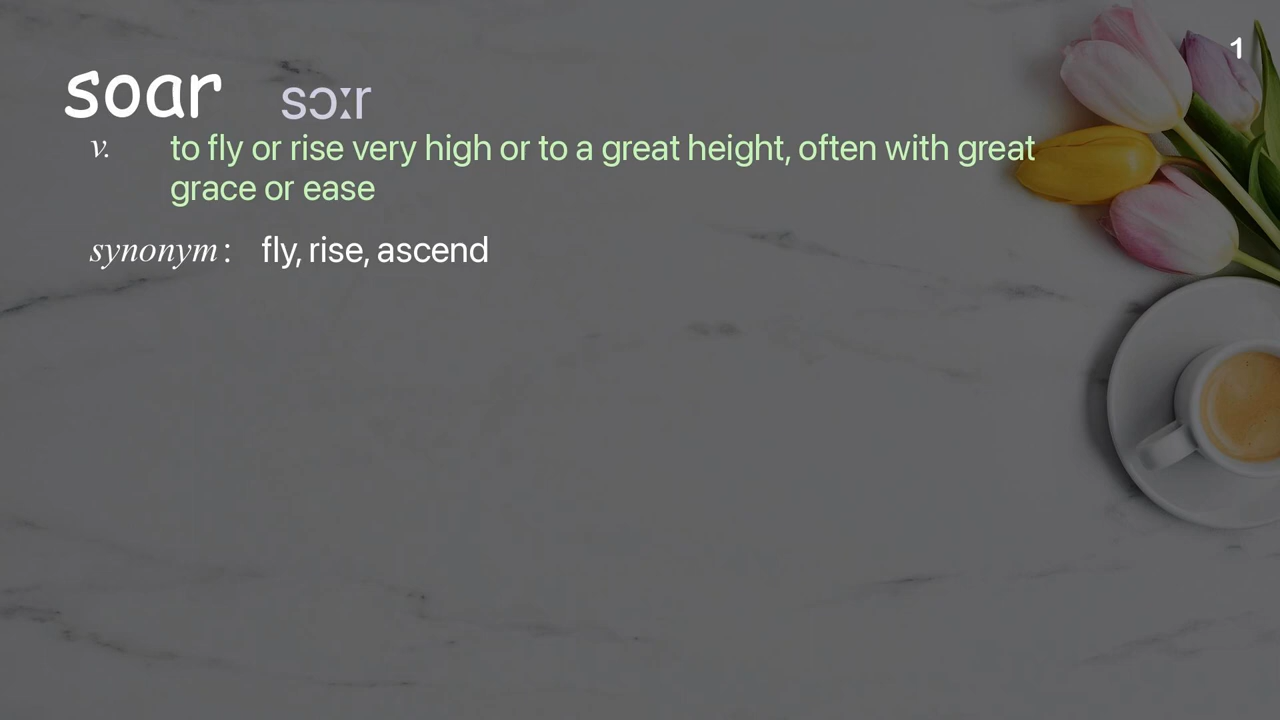 1
soar sɔːr
v. to fly or rise very high or to a great height, often with great
grace or ease
synonym : fly, rise, ascend